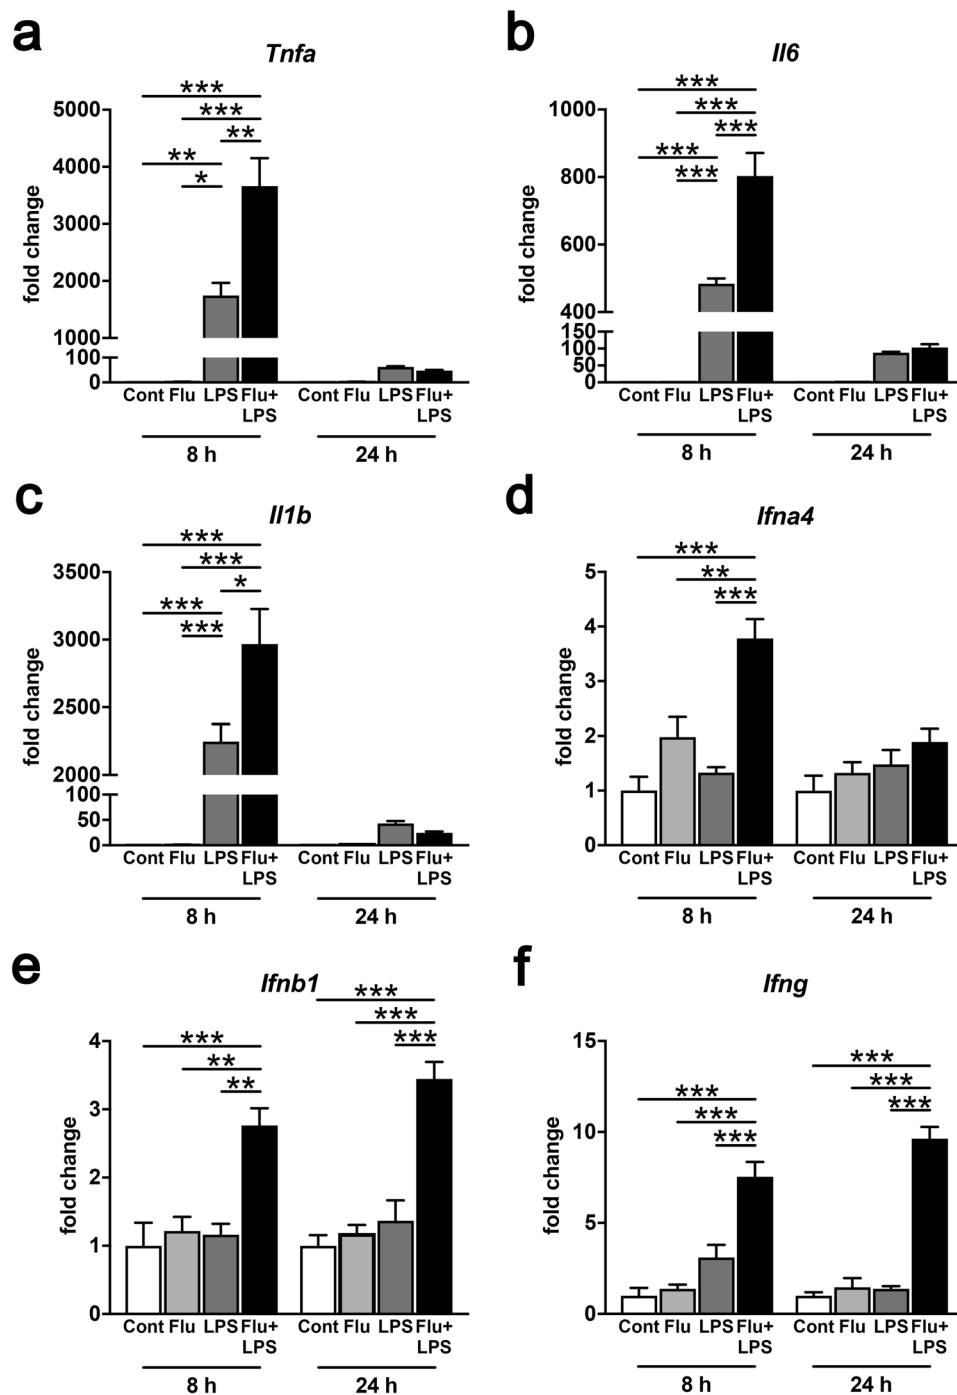 a
Tnfa
fold change
5000
4000
3000
2000
1000
100
0
***
***
**
**
*
Cont Flu LPS Flu+ LPS
Cont Flu LPS Flu+ LPS
8 h
24 h
b
Il6
fold change
1000
800
600
400
150
100
50
0
***
***
***
***
***
Cont Flu LPS Flu+ LPS
Cont Flu LPS Flu+ LPS
8 h
24 h
c
Il1b
fold change
3500
3000
2500
2000
100
50
0
***
***
*
***
***
Cont Flu LPS Flu+ LPS
Cont Flu LPS Flu+ LPS
8 h
24 h
d
Ifna4
fold change
5
4
3
2
1
0
***
**
***
Cont Flu LPS Flu+ LPS
Cont Flu LPS Flu+ LPS
8 h
24 h
e
Ifnb1
fold change
4
3
2
1
0
***
**
**
***
***
***
Cont Flu LPS Flu+ LPS
Cont Flu LPS Flu+ LPS
8 h
24 h
f
Ifng
fold change
15
10
5
0
***
***
***
***
***
***
Cont Flu LPS Flu+ LPS
Cont Flu LPS Flu+ LPS
8 h
24 h